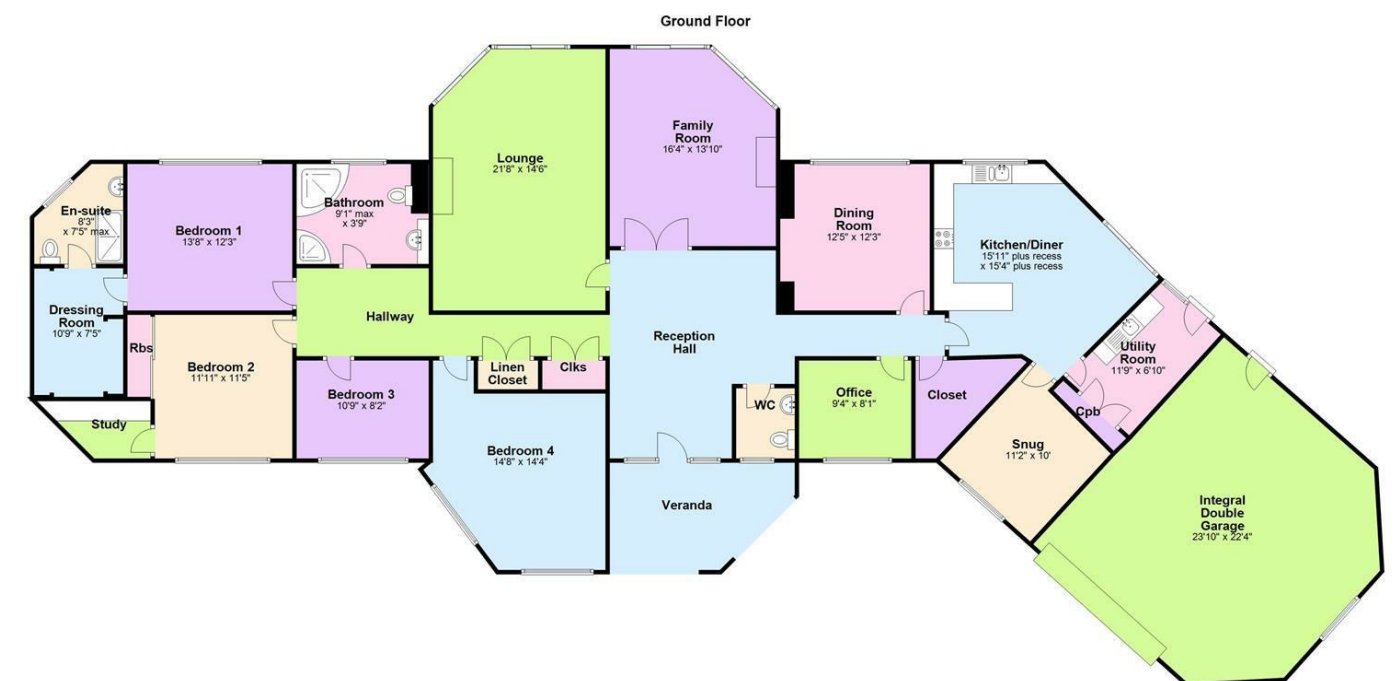 Ground Floor
Lounge
21'8" x 14'6"
Family
Room
16'4" x 13'10"
En-suite
8'3"
x 7'5" max
Bedroom 1
13'8" x 12'3"
Bathroom
9'1" max
x 3'9"
Dining
Room
12'5" x 12'3"
Kitchen/Diner
15'11" plus recess
x 15'4" plus recess
Dressing
Room
10'9" x 7'5"
Rbs
Bedroom 2
11'11" x 11'5"
Hallway
Reception
Hall
Utility
Room
11'9" x 6'10"
Linen
Closet
Clks
Bedroom 3
10'9" x 8'2"
WC
Office
9'4" x 8'1"
Closet
Cpb
Study
Bedroom 4
14'8" x 14'4"
Snug
11'2" x 10'
Veranda
Integral
Double
Garage
23'10" x 22'4"